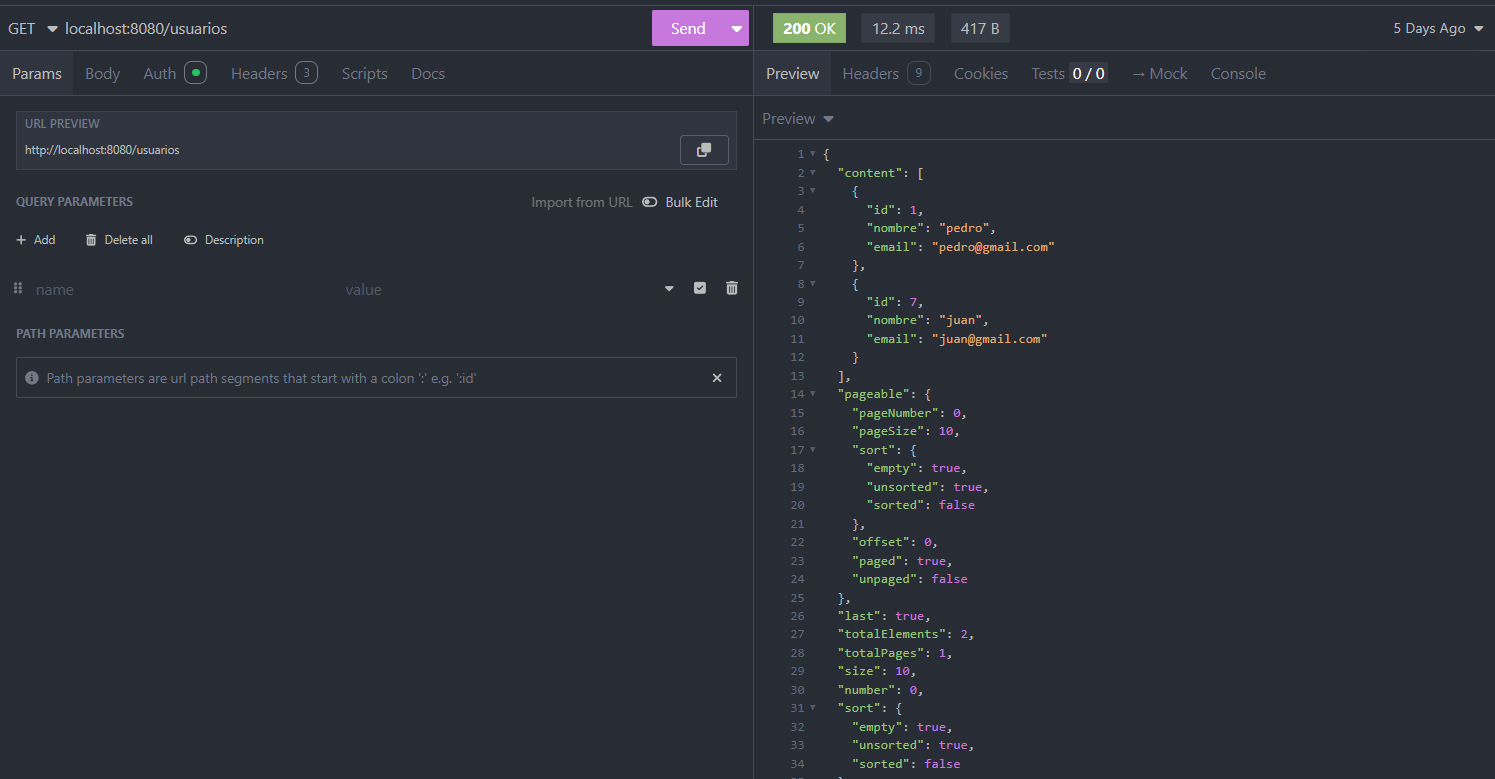 GET localhost:8080/usuarios Send
Params Body Auth Headers 3 Scripts Docs
URL PREVIEW
http://localhost:8080/usuarios
QUERY PARAMETERS Import from URL Bulk Edit
+ Add Delete all Description
name value
PATH PARAMETERS
Path parameters are url path segments that start with a colon ':' e.g. ':id'
200 OK 12.2 ms 417 B 5 Days Ago
Preview Headers 9 Cookies Tests 0 / 0 → Mock Console
Preview
1 {
2 "content": [
3 {
4 "id": 1,
5 "nombre": "pedro",
6 "email": "pedro@gmail.com"
7 },
8 {
9 "id": 7,
10 "nombre": "juan",
11 "email": "juan@gmail.com"
12 }
13 ],
14 "pageable": {
15 "pageNumber": 0,
16 "pageSize": 10,
17 "sort": {
18 "empty": true,
19 "unsorted": true,
20 "sorted": false
21 },
22 "offset": 0,
23 "paged": true,
24 "unpaged": false
25 },
26 "last": true,
27 "totalElements": 2,
28 "totalPages": 1,
29 "size": 10,
30 "number": 0,
31 "sort": {
32 "empty": true,
33 "unsorted": true,
34 "sorted": false